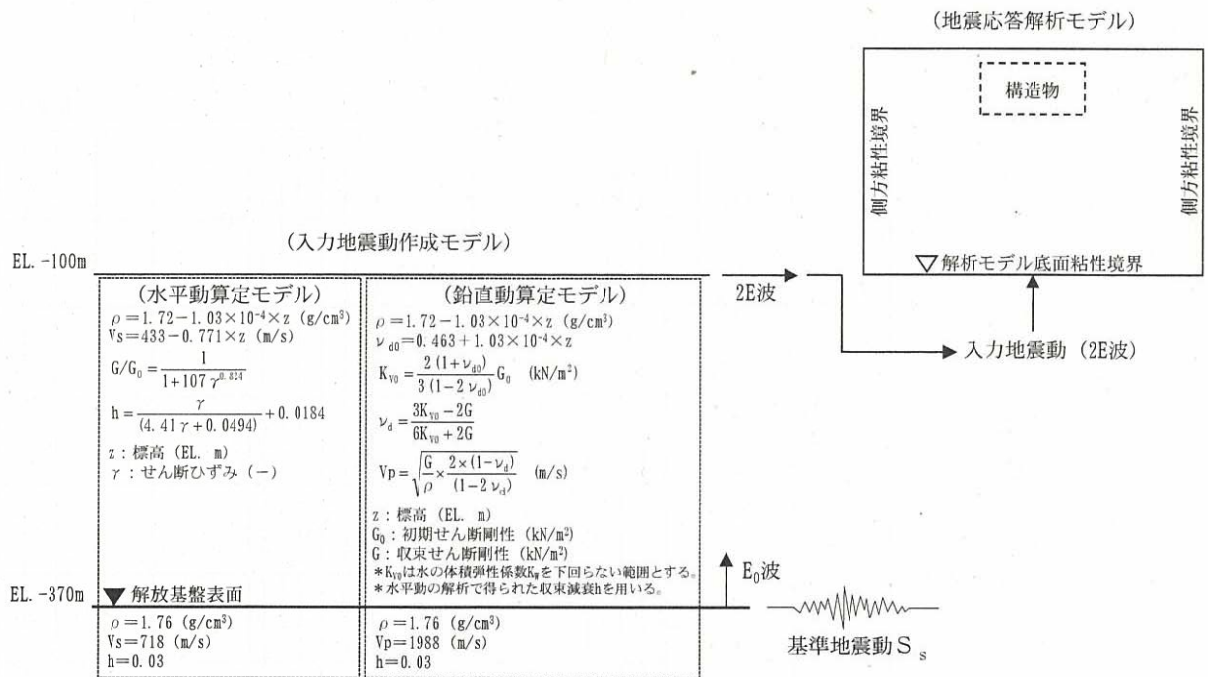 (地震応答解析モデル)
構造物
側方粘性境界
側方粘性境界
▽解析モデル底面粘性境界
(入力地震動作成モデル)
EL. -100m
2E波
入力地震動 (2E波)
(水平動算定モデル)
ρ=1.72-1.03×10⁻⁴×z (g/cm³)
Vs=433-0.771×z (m/s)
G/G₀=1/(1+107γ^0.824)
h=γ/(4.41γ+0.0494)+0.0184
z:標高 (EL. m)
γ:せん断ひずみ (-)
(鉛直動算定モデル)
ρ=1.72-1.03×10⁻⁴×z (g/cm³)
ν_d0=0.463+1.03×10⁻⁴×z
K_V0=2(1+ν_d0)/3(1-2ν_d0) G₀ (kN/m²)
ν_d=(3K_V0-2G)/(6K_V0+2G)
Vp=√(G/ρ×2×(1-ν_d)/(1-2ν_d)) (m/s)
z:標高 (EL. m)
G₀:初期せん断剛性 (kN/m²)
G:収束せん断剛性 (kN/m²)
*K_V0は水の体積弾性係数K_Wを下回らない範囲とする。
*水平動の解析で得られた収束減衰hを用いる。
E₀波
EL. -370m
▼解放基盤表面
ρ=1.76 (g/cm³)
Vs=718 (m/s)
h=0.03
ρ=1.76 (g/cm³)
Vp=1988 (m/s)
h=0.03
基準地震動Ss